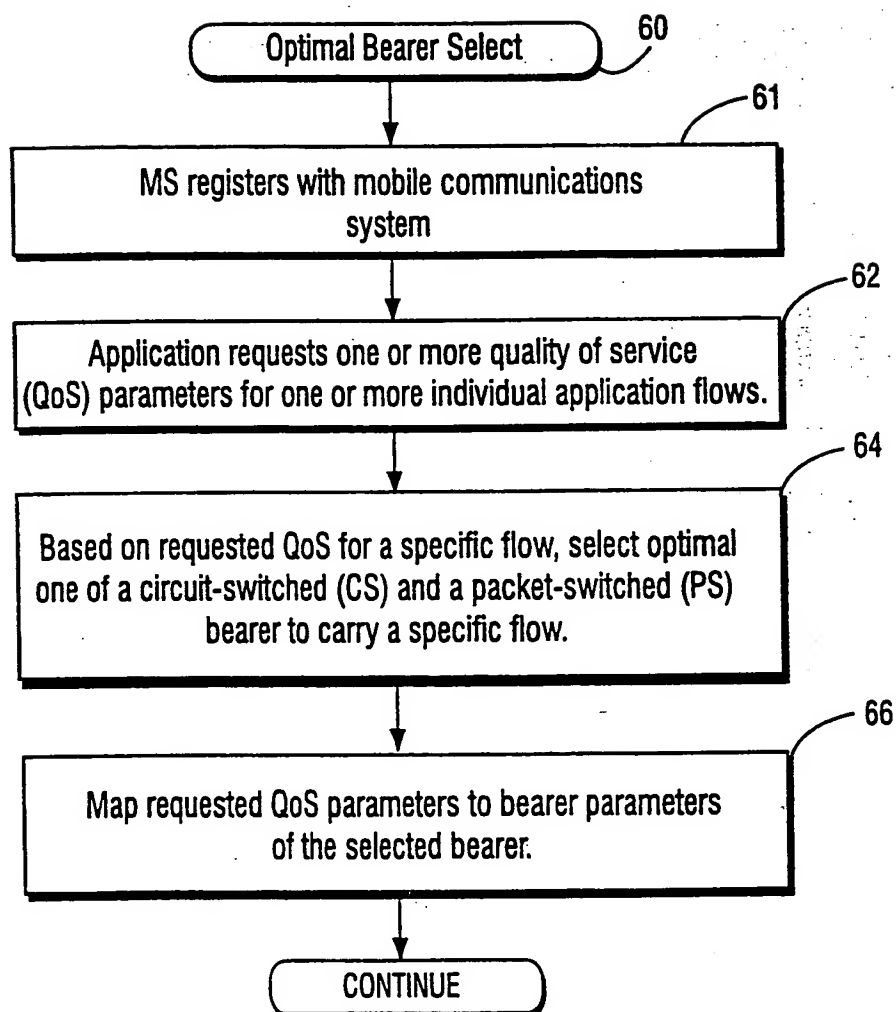 Optimal Bearer Select
60
61
MS registers with mobile communications
system
62
Application requests one or more quality of service
(QoS) parameters for one or more individual application flows.
64
Based on requested QoS for a specific flow, select optimal
one of a circuit-switched (CS) and a packet-switched (PS)
bearer to carry a specific flow.
66
Map requested QoS parameters to bearer parameters
of the selected bearer.
CONTINUE